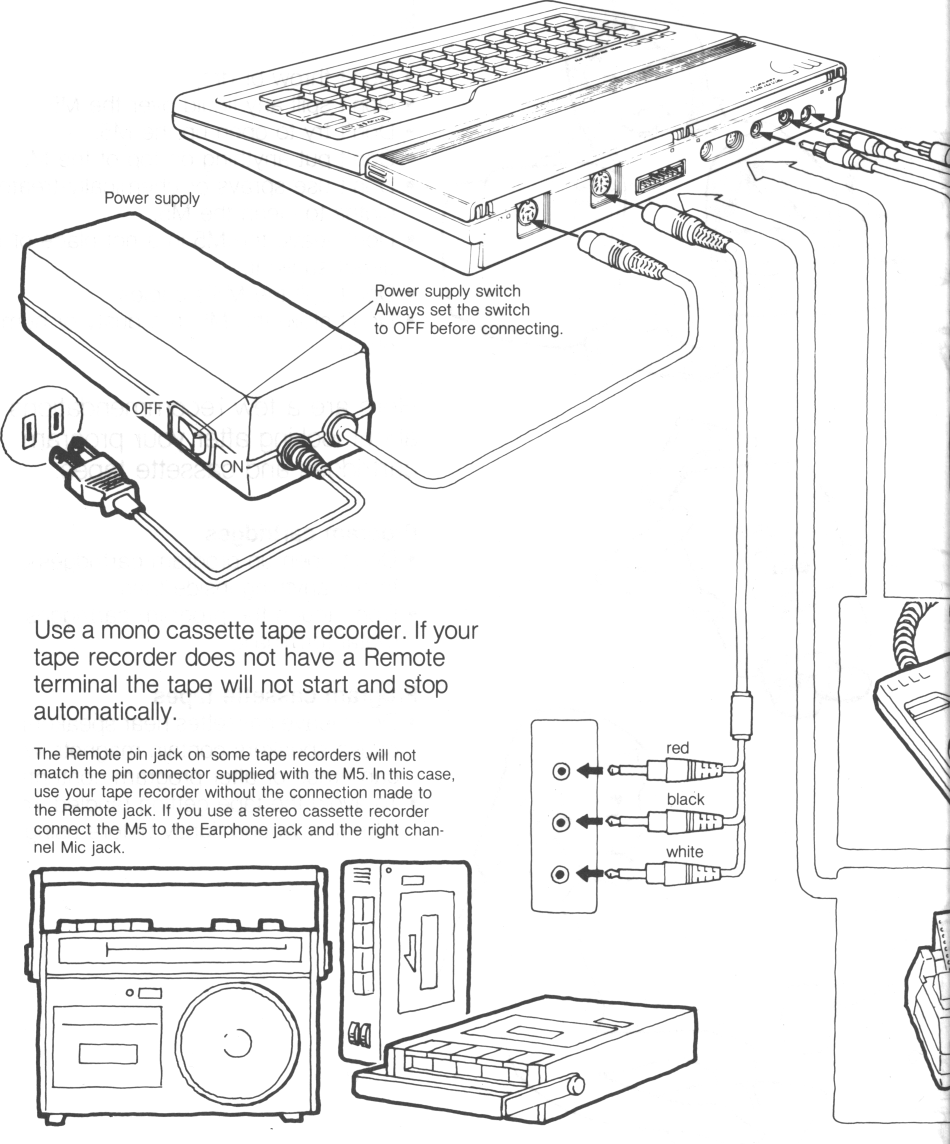 Power supply
Power supply switch
Always set the switch
to OFF before connecting.
OFF
ON
Use a mono cassette tape recorder. If your
tape recorder does not have a Remote
terminal the tape will not start and stop
automatically.
The Remote pin jack on some tape recorders will not
match the pin connector supplied with the M5. In this case,
use your tape recorder without the connection made to
the Remote jack. If you use a stereo cassette recorder
connect the M5 to the Earphone jack and the right chan-
nel Mic jack.
red
black
white